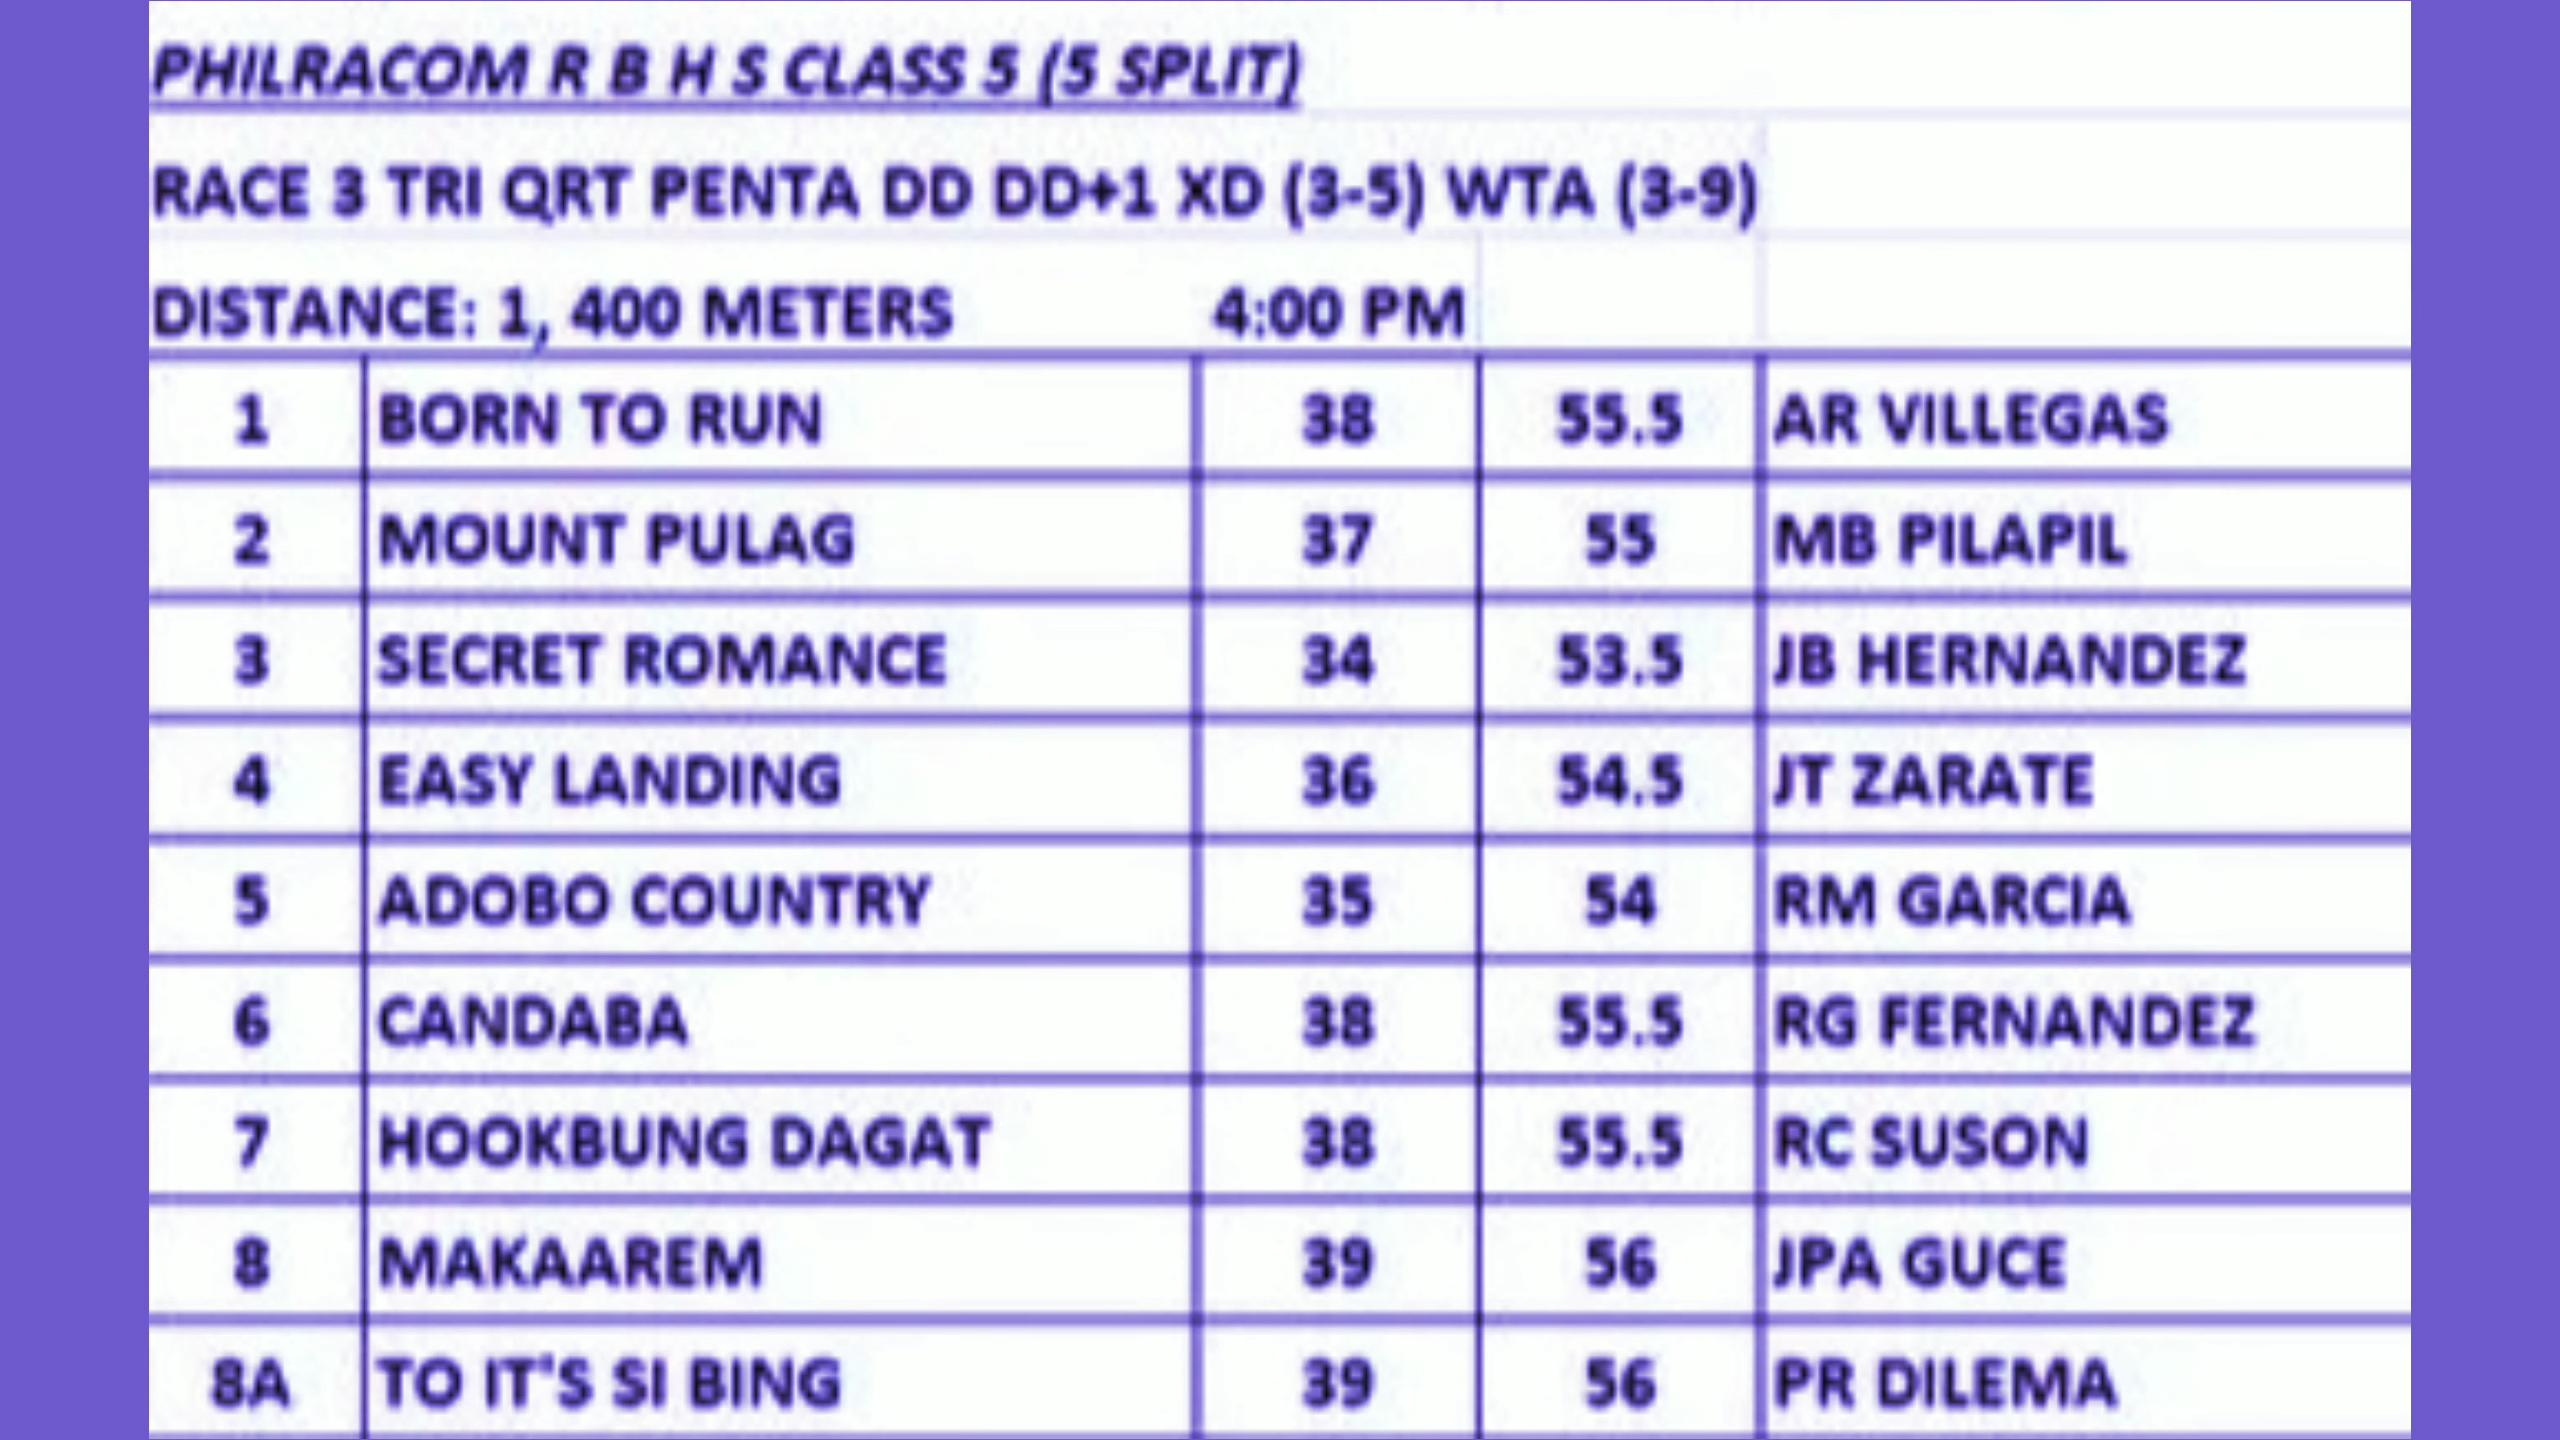 PHILRACOM R B H S CLASS 5 (5 SPLIT)
RACE 3 TRI QRT PENTA DD DD+1 XD (3-5) WTA (3-9)
DISTANCE: 1, 400 METERS 4:00 PM
1 BORN TO RUN 38 55.5 AR VILLEGAS
2 MOUNT PULAG 37 55 MB PILAPIL
3 SECRET ROMANCE 34 53.5 JB HERNANDEZ
4 EASY LANDING 36 54.5 JT ZARATE
5 ADOBO COUNTRY 35 54 RM GARCIA
6 CANDABA 38 55.5 RG FERNANDEZ
7 HOOKBUNG DAGAT 38 55.5 RC SUSON
8 MAKAAREM 39 56 JPA GUCE
8A TO IT'S SI BING 39 56 PR DILEMA